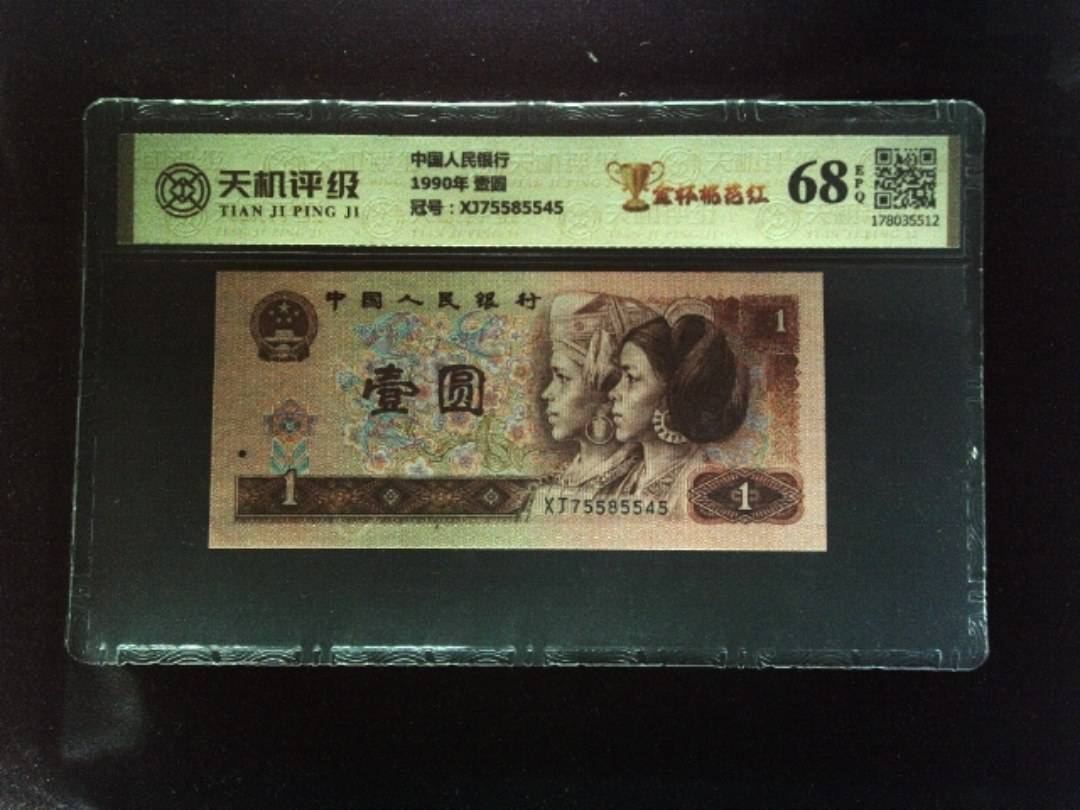 天机评级
TIAN JI PING JI
中国人民银行
1990年 壹圆
冠号：XJ75585545
金杯桃花红
68
EPQ
178035512
中国人民银行
1
壹圆
1
XJ75585545
1